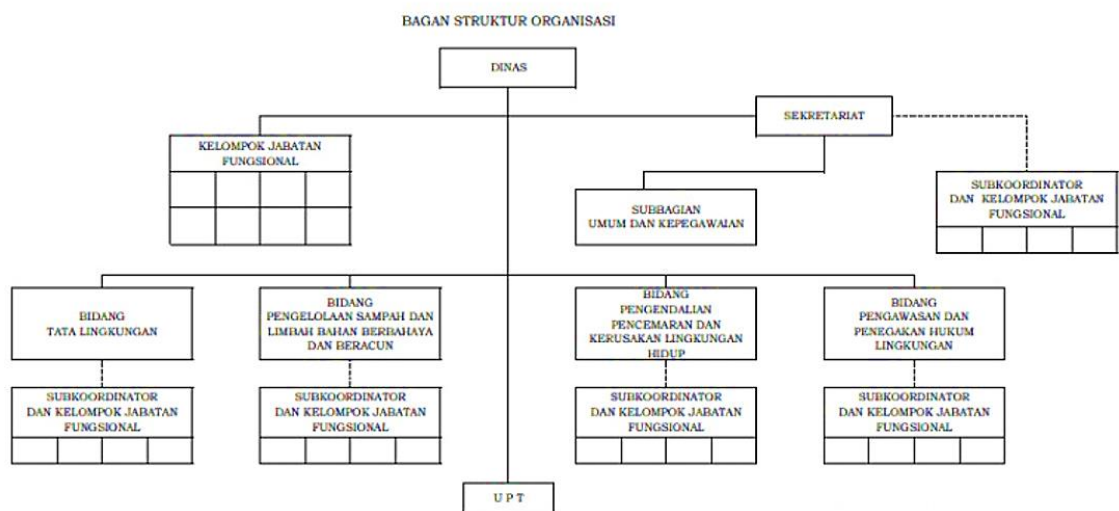 BAGAN STRUKTUR ORGANISASI
DINAS
SEKRETARIAT
KELOMPOK JABATAN
FUNGSIONAL
SUBBAGIAN
UMUM DAN KEPEGAWAIAN
SUBKOORDINATOR
DAN KELOMPOK JABATAN
FUNGSIONAL
BIDANG
TATA LINGKUNGAN
BIDANG
PENGELOLAAN SAMPAH DAN
LIMBAH BAHAN BERBAHAYA
DAN BERACUN
BIDANG
PENGENDALIAN
PENCEMARAN DAN
KERUSAKAN LINGKUNGAN
HIDUP
BIDANG
PENGAWASAN DAN
PENEGAKAN HUKUM
LINGKUNGAN
SUBKOORDINATOR
DAN KELOMPOK JABATAN
FUNGSIONAL
SUBKOORDINATOR
DAN KELOMPOK JABATAN
FUNGSIONAL
SUBKOORDINATOR
DAN KELOMPOK JABATAN
FUNGSIONAL
SUBKOORDINATOR
DAN KELOMPOK JABATAN
FUNGSIONAL
U P T